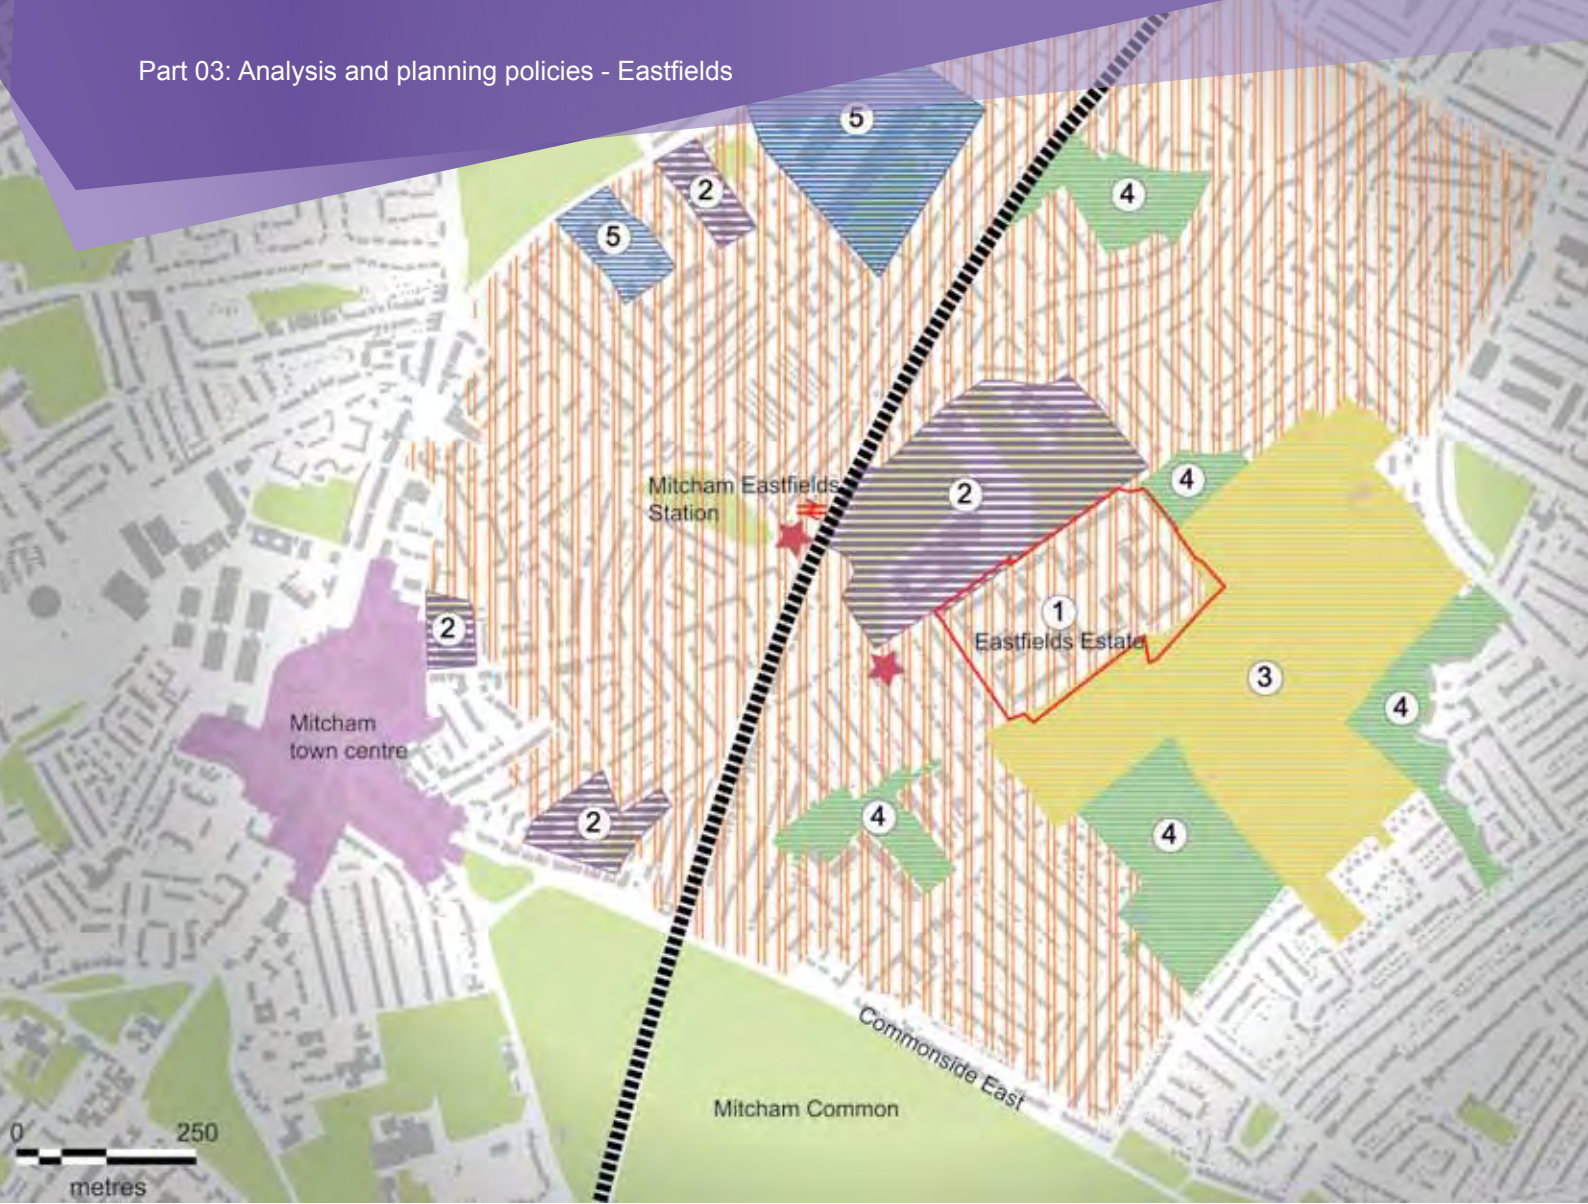 Part 03: Analysis and planning policies - Eastfields
5
2
4
5
Mitcham Eastfields
Station
2
4
1
Eastfields Estate
2
3
4
Mitcham
town centre
2
4
4
Commonside East
Mitcham Common
0 250
metres